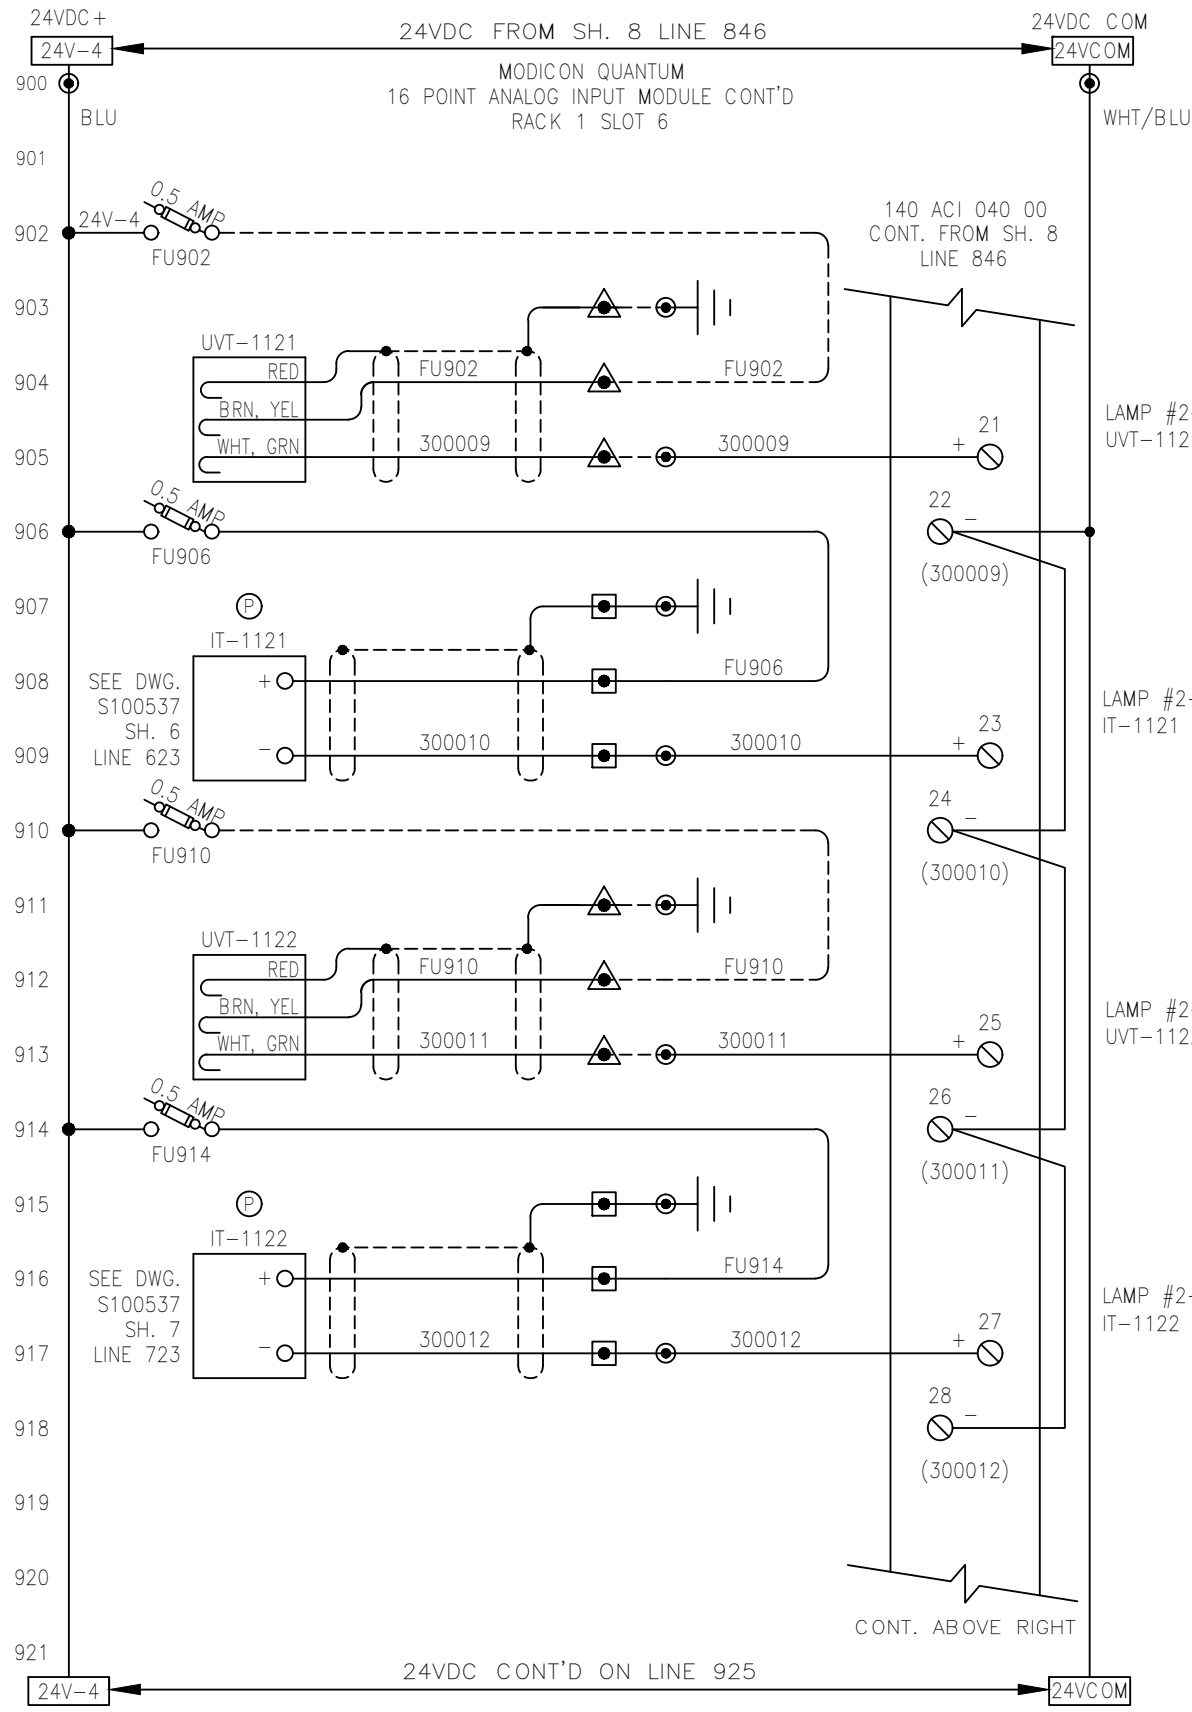 24VDC+
24VDC COM
24V-4
24VDC FROM SH. 8 LINE 846
24VCOM
MODICON QUANTUM
16 POINT ANALOG INPUT MODULE CONT'D
RACK 1 SLOT 6
900
BLU
WHT/BLU
901
140 ACI 040 00
CONT. FROM SH. 8
LINE 846
902
24V-4
0.5 AMP
FU902
903
UVT-1121
904
RED
FU902
FU902
BRN, YEL
LAMP #2-
UVT-112
905
WHT, GRN
300009
300009
+
21
906
0.5 AMP
FU906
22
-
(300009)
907
P
IT-1121
908
SEE DWG.
S100537
SH. 6
LINE 623
+
FU906
LAMP #2-
IT-1121
909
-
300010
300010
+
23
910
0.5 AMP
FU910
24
-
(300010)
911
UVT-1122
912
RED
FU910
FU910
BRN, YEL
LAMP #2-
UVT-112
913
WHT, GRN
300011
300011
+
25
914
0.5 AMP
FU914
26
-
(300011)
915
P
IT-1122
916
SEE DWG.
S100537
SH. 7
LINE 723
+
FU914
LAMP #2-
IT-1122
917
-
300012
300012
+
27
918
28
-
(300012)
919
920
CONT. ABOVE RIGHT
921
24V-4
24VDC CONT'D ON LINE 925
24VCOM